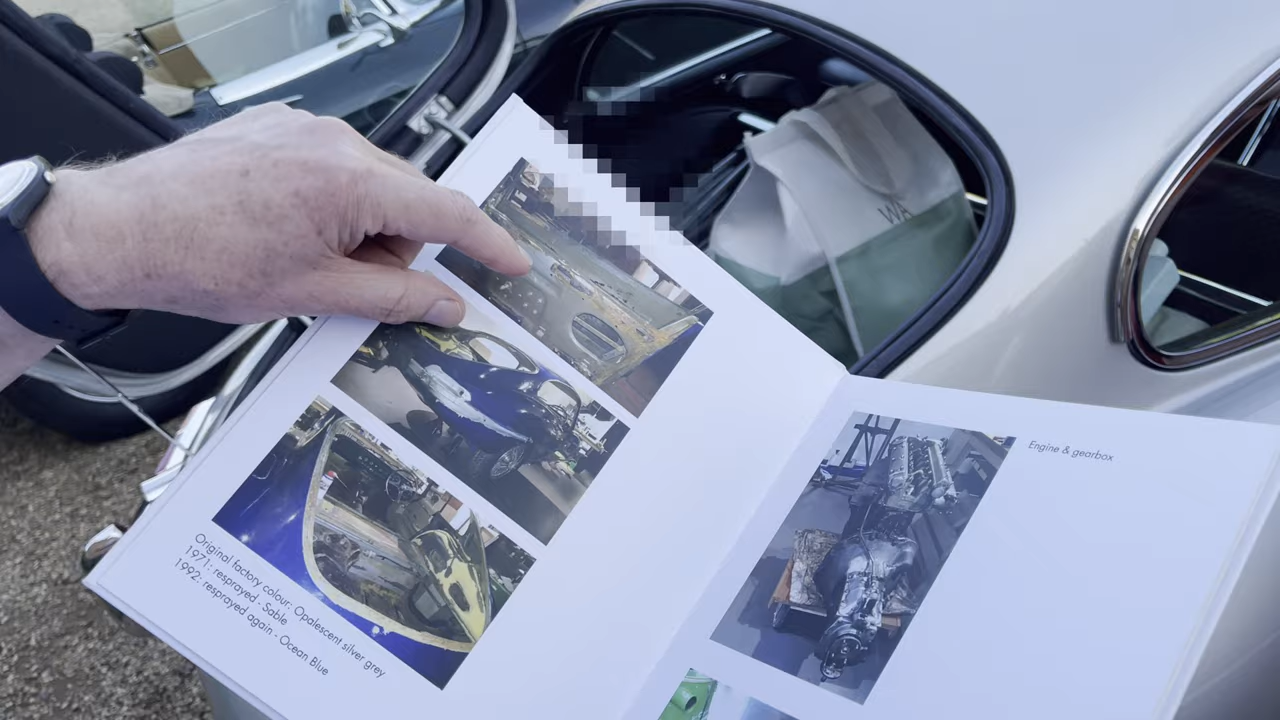 Original factory colour: Opalescent silver grey
1971: resprayed - Sable
1992: resprayed again - Ocean Blue
Engine & gearbox